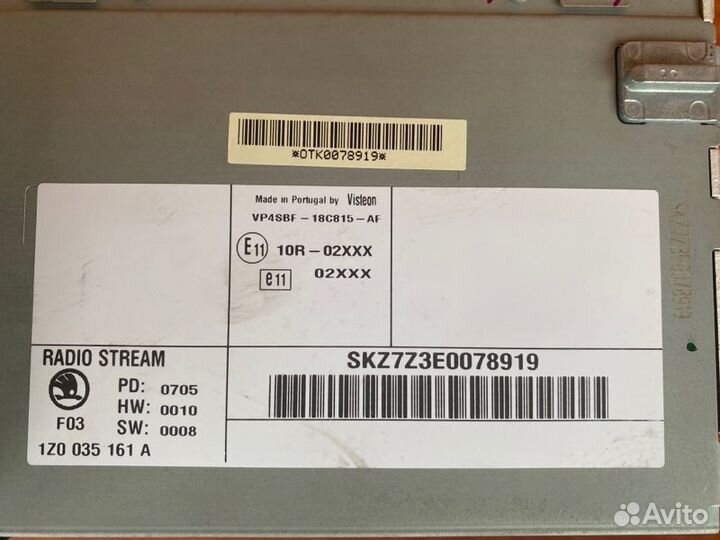 *OTK0078919*
Made in Portugal by Visteon
VP4SBF-18C815-AF
E11 10R-02XXX
e11 02XXX
RADIO STREAM
F03
PD: 0705
HW: 0010
SW: 0008
1Z0 035 161 A
SKZ7Z3E0078919
SKZ7Z3E0078919
Avito